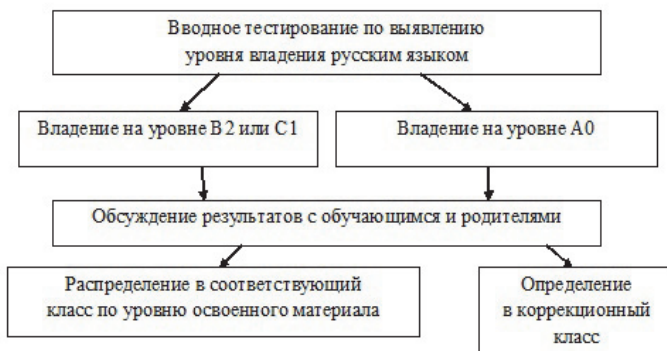 Вводное тестирование по выявлению
уровня владения русским языком
Владение на уровне В2 или С1
Владение на уровне А0
Обсуждение результатов с обучающимся и родителями
Распределение в соответствующий
класс по уровню освоенного материала
Определение
в коррекционный
класс